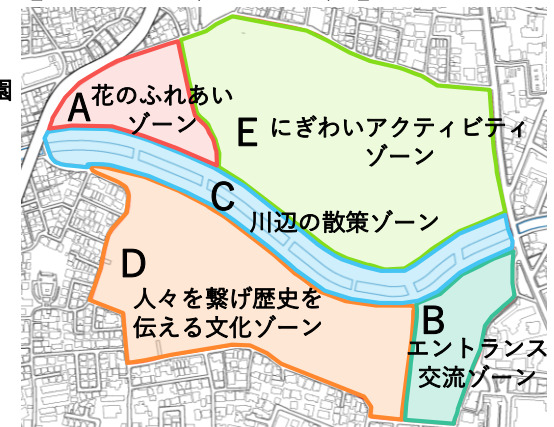 園
A 花のふれあい
ゾーン
E にぎわいアクティビティ
ゾーン
C 川辺の散策ゾーン
D
人々を繋げ歴史を
伝える文化ゾーン
B
エントランス
交流ゾーン